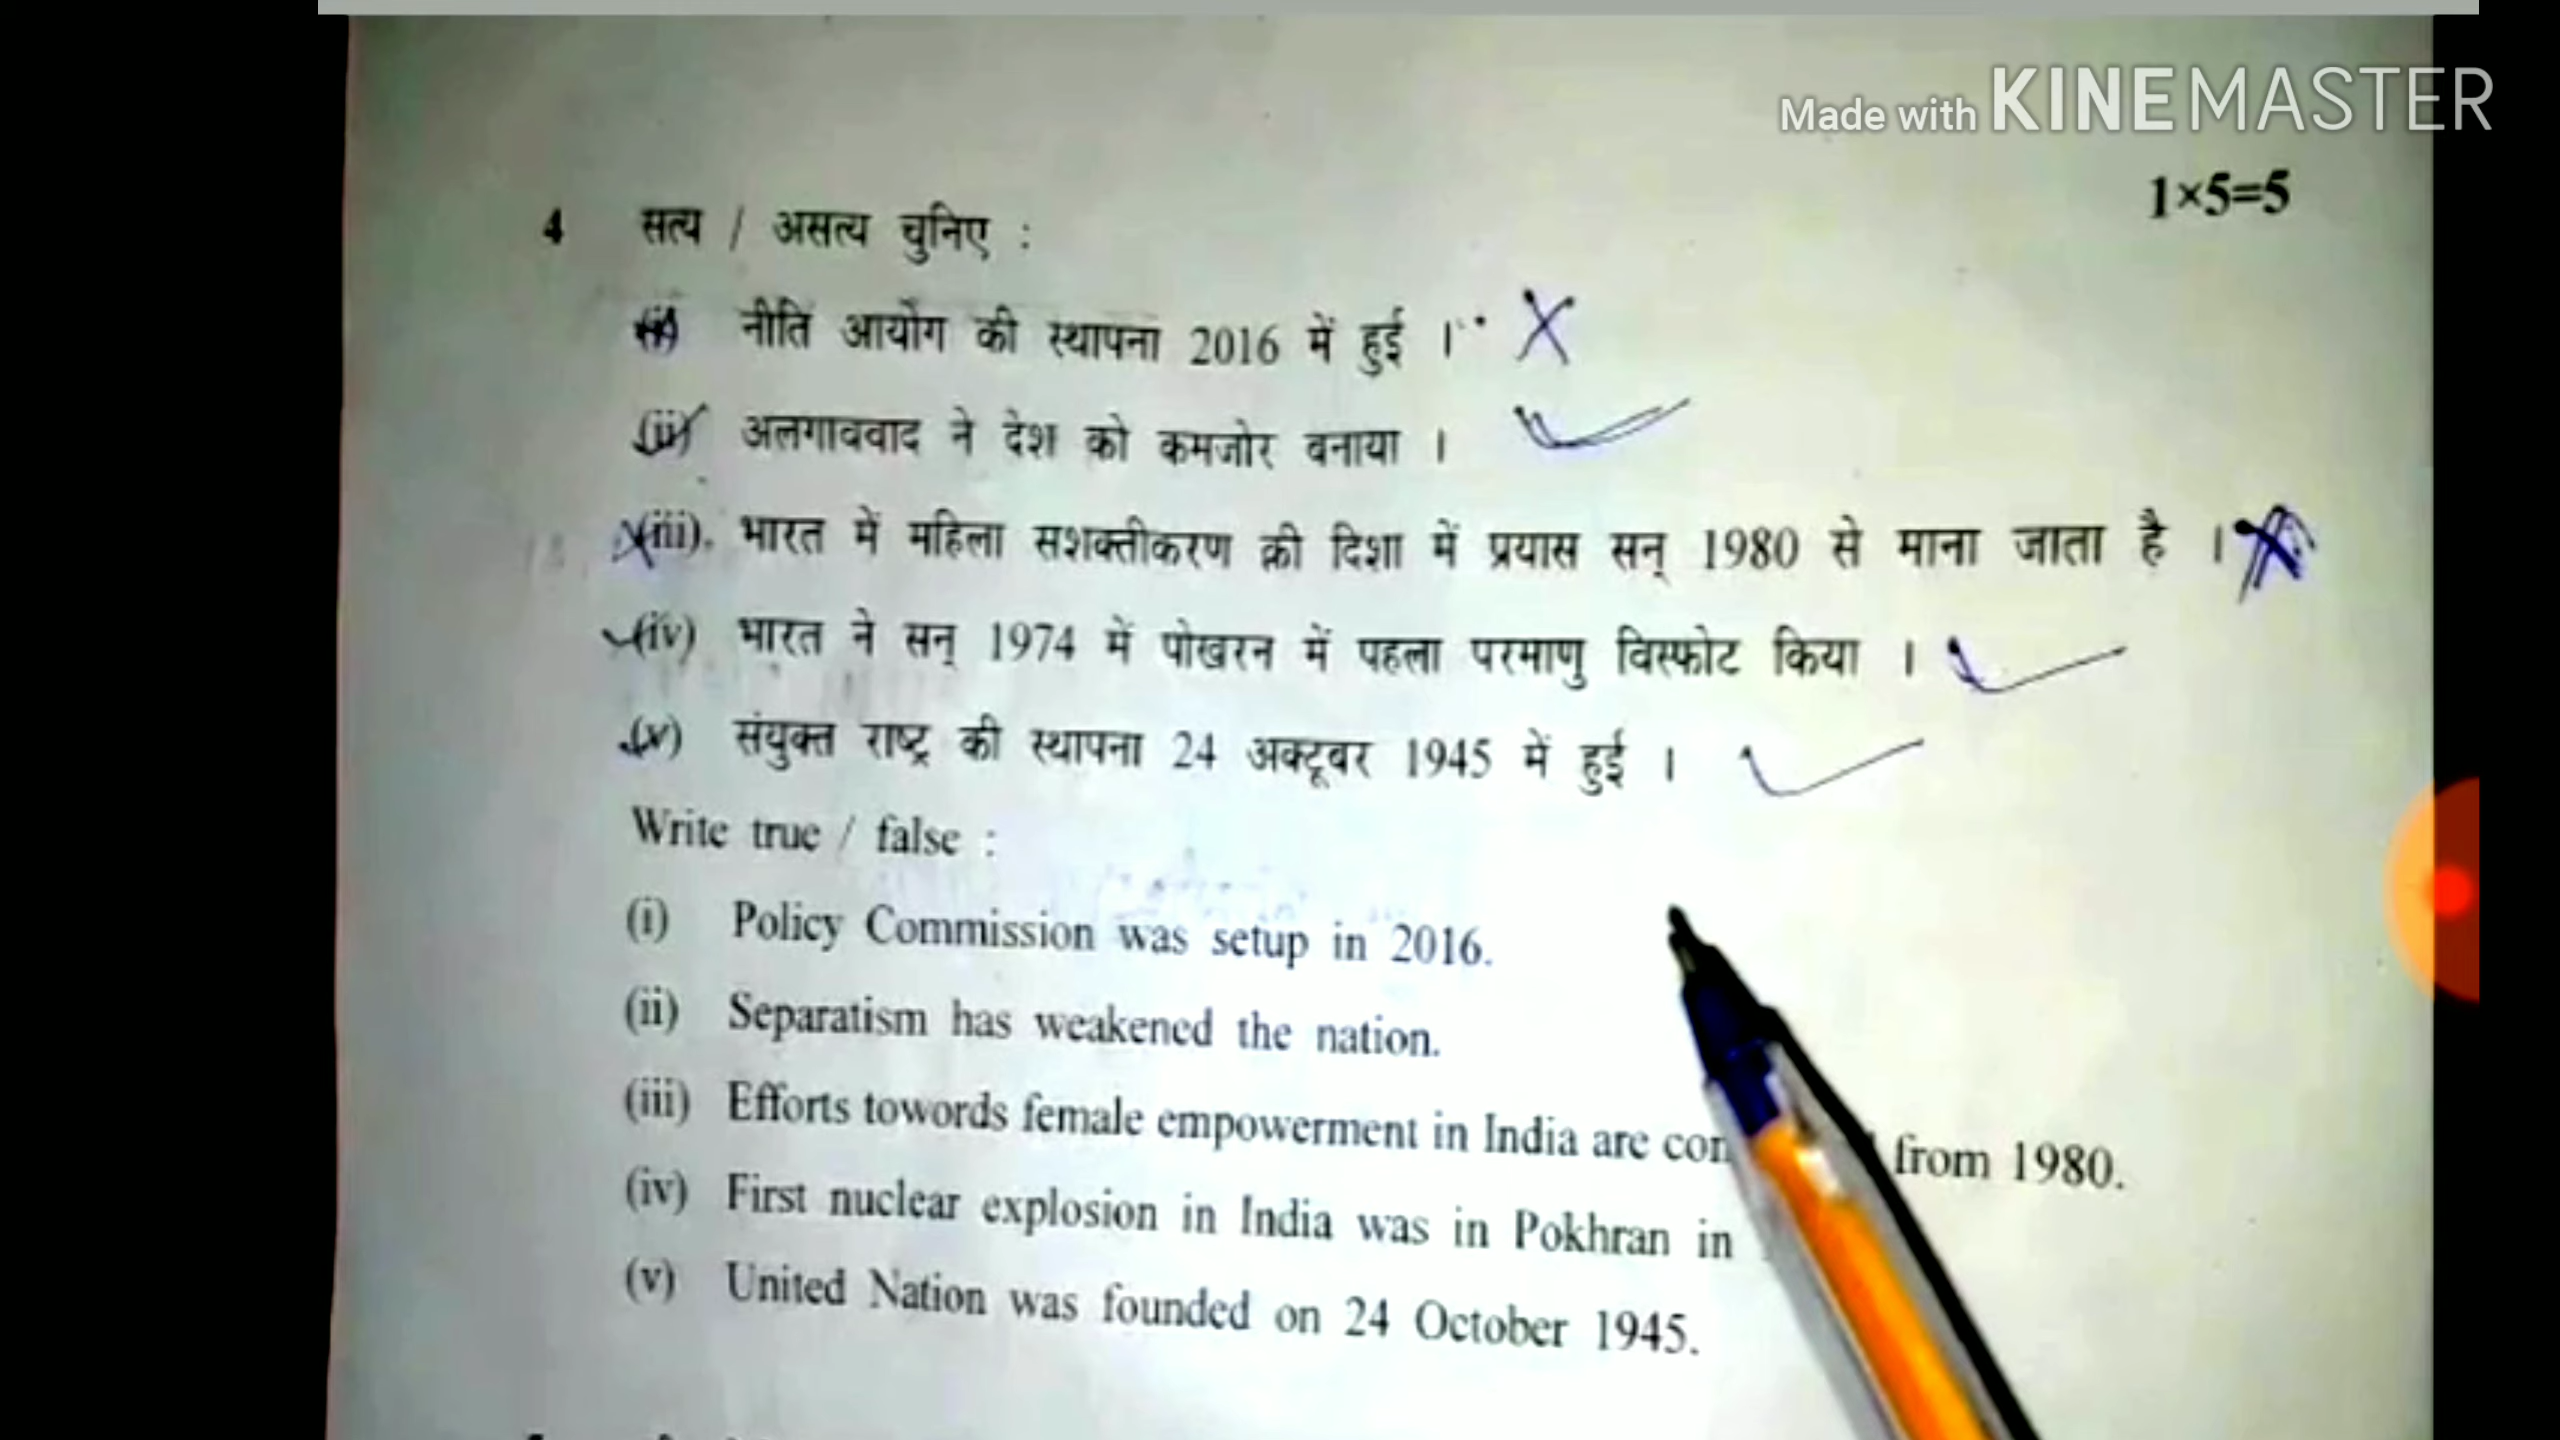 Made with KINEMASTER
1×5=5
4 सत्य / असत्य चुनिए :
(i) नीति आयोग की स्थापना 2016 में हुई ।
(ii) अलगाववाद ने देश को कमजोर बनाया ।
(iii) भारत में महिला सशक्तीकरण की दिशा में प्रयास सन् 1980 से माना जाता है ।
(iv) भारत ने सन् 1974 में पोखरन में पहला परमाणु विस्फोट किया ।
(v) संयुक्त राष्ट्र की स्थापना 24 अक्टूबर 1945 में हुई ।
Write true / false :
(i) Policy Commission was setup in 2016.
(ii) Separatism has weakened the nation.
(iii) Efforts towords female empowerment in India are from 1980.
(iv) First nuclear explosion in India was in Pokhran in
(v) United Nation was founded on 24 October 1945.